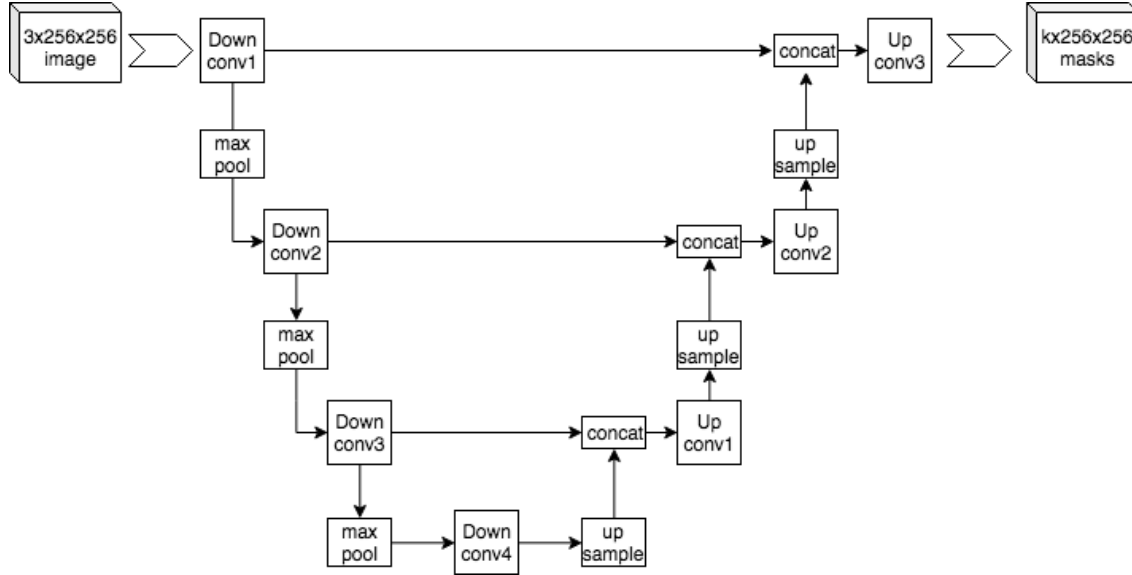 3x256x256
image
Down
conv1
concat
Up
conv3
kx256x256
masks
max
pool
up
sample
Down
conv2
concat
Up
conv2
max
pool
up
sample
Down
conv3
concat
Up
conv1
max
pool
Down
conv4
up
sample